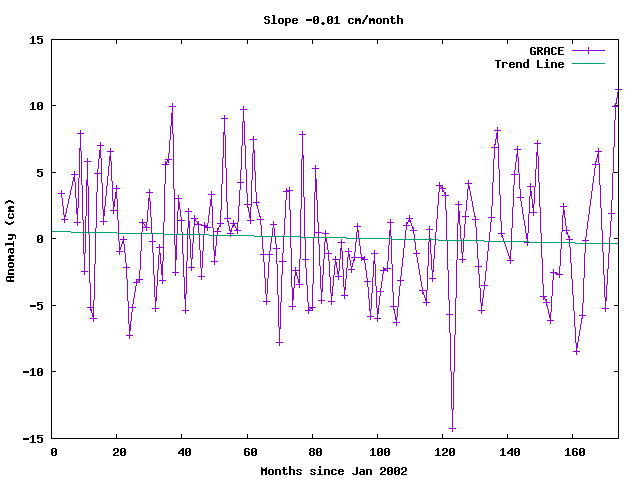 Slope -0.01 cm/month
GRACE
Trend Line
15
10
5
0
-5
-10
-15
Anomaly (cm)
0 20 40 60 80 100 120 140 160
Months since Jan 2002